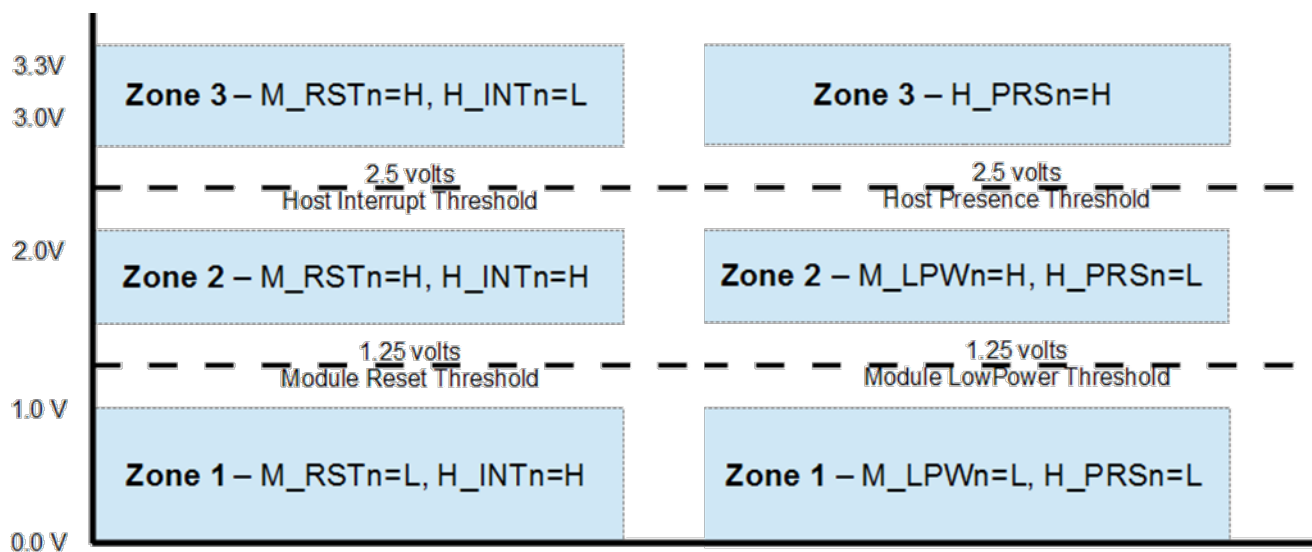 3.3V
Zone 3 – M_RSTn=H, H_INTn=L
Zone 3 – H_PRSn=H
3.0V
2.5 volts
Host Interrupt Threshold
2.5 volts
Host Presence Threshold
2.0V
Zone 2 – M_RSTn=H, H_INTn=H
Zone 2 – M_LPWn=H, H_PRSn=L
1.25 volts
Module Reset Threshold
1.25 volts
Module LowPower Threshold
1.0 V
Zone 1 – M_RSTn=L, H_INTn=H
Zone 1 – M_LPWn=L, H_PRSn=L
0.0 V